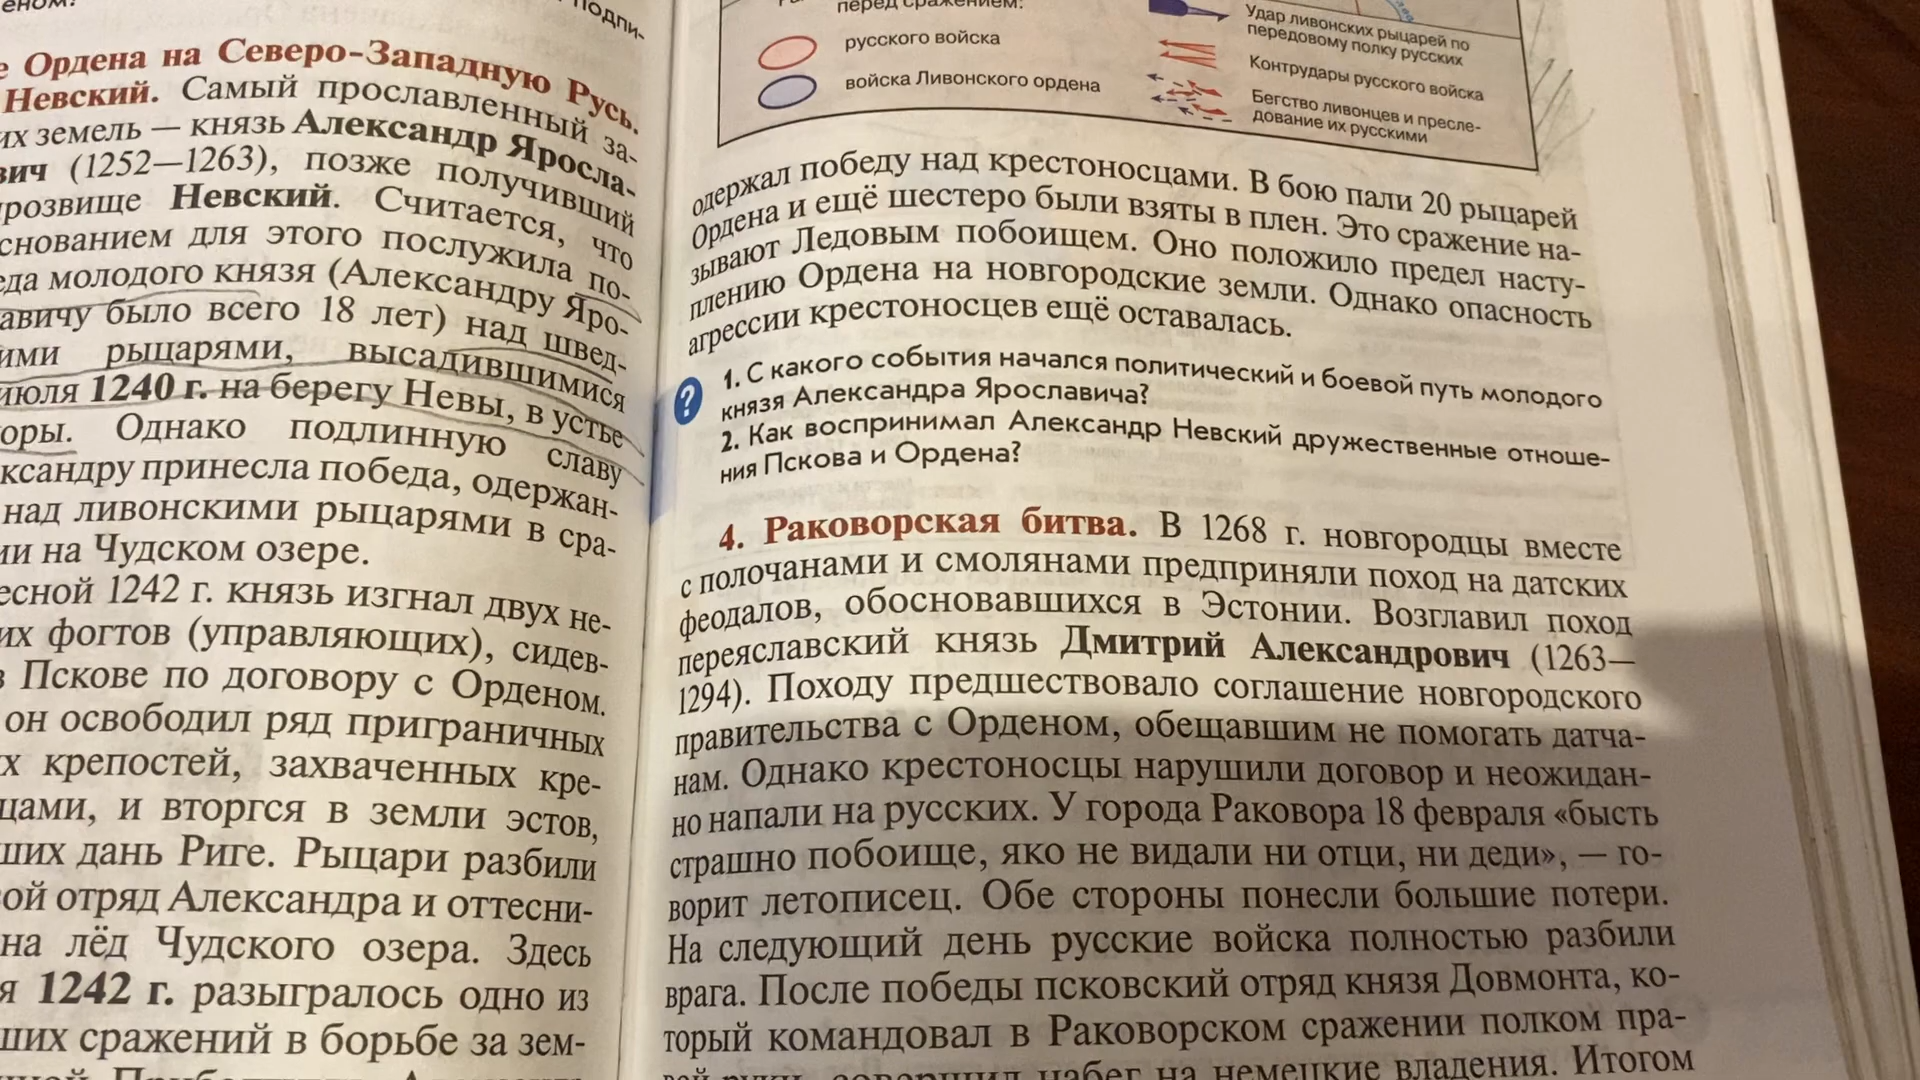 подпи-
Ордена на Северо-Западную Русь.
Невский. Самый прославленный за-
их земель — князь Александр Яросла-
вич (1252—1263), позже получивший
прозвище Невский. Считается, что
снованием для этого послужила по-
еда молодого князя (Александру Яро-
авичу было всего 18 лет) над швед-
ими рыцарями, высадившимися
июля 1240 г. на берегу Невы, в устье
оры. Однако подлинную славу
ксандру принесла победа, одержан-
над ливонскими рыцарями в сра-
ии на Чудском озере.
есной 1242 г. князь изгнал двух не-
их фогтов (управляющих), сидев-
в Пскове по договору с Орденом.
он освободил ряд приграничных
х крепостей, захваченных кре-
цами, и вторгся в земли эстов,
ших дань Риге. Рыцари разбили
вой отряд Александра и оттесни-
на лёд Чудского озера. Здесь
я 1242 г. разыгралось одно из
ших сражений в борьбе за зем-
перед сражением:
русского войска
войска Ливонского ордена
Удар ливонских рыцарей по
передовому полку русских
Контрудары русского войска
Бегство ливонцев и пресле-
дование их русскими
одержал победу над крестоносцами. В бою пали 20 рыцарей
Ордена и ещё шестеро были взяты в плен. Это сражение на-
зывают Ледовым побоищем. Оно положило предел насту-
плению Ордена на новгородские земли. Однако опасность
агрессии крестоносцев ещё оставалась.
?
1. С какого события начался политический и боевой путь молодого
князя Александра Ярославича?
2. Как воспринимал Александр Невский дружественные отноше-
ния Пскова и Ордена?
4. Раковорская битва. В 1268 г. новгородцы вместе
с полочанами и смолянами предприняли поход на датских
феодалов, обосновавшихся в Эстонии. Возглавил поход
переяславский князь Дмитрий Александрович (1263—
1294). Походу предшествовало соглашение новгородского
правительства с Орденом, обещавшим не помогать датча-
нам. Однако крестоносцы нарушили договор и неожидан-
но напали на русских. У города Раковора 18 февраля «бысть
страшно побоище, яко не видали ни отци, ни деди», — го-
ворит летописец. Обе стороны понесли большие потери.
На следующий день русские войска полностью разбили
врага. После победы псковский отряд князя Довмонта, ко-
торый командовал в Раковорском сражении полком пра-
вой руки, совершил набег на немецкие владения. Итогом